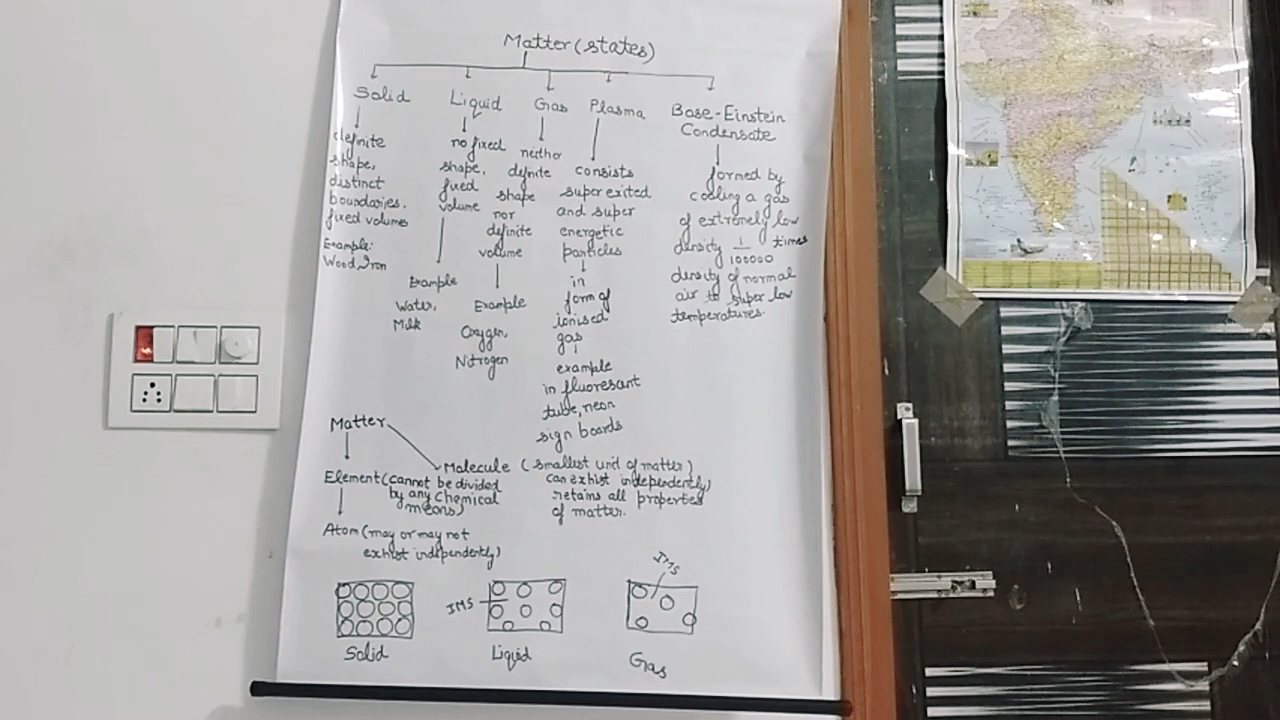 Matter (states)
Solid
definite
shape,
distinct
boundaries.
fixed volumes
Example:
Wood, Iron
Liquid
no fixed
shape.
fixed
volume
Example
Water,
Milk
Gas
neither
definite
shape
nor
definite
volume
Example
Oxygen,
Nitrogen
Plasma
consists
super exited
and super
energetic
particles
in
form of
ionised
gas
example
in fluorescant
tube, neon
sign boards
Bose-Einstein
Condensate
formed by
cooling a gas
of extremely low
density 1/100000 times
density of normal
air to super low
temperatures.
Matter
Element (cannot be divided
by any chemical
means)
Atom (may or may not
exhist independently)
Molecule (smallest unit of matter)
can exhist independently,
retains all properties
of matter.
Solid
IMS
Liquid
IMS
Gas